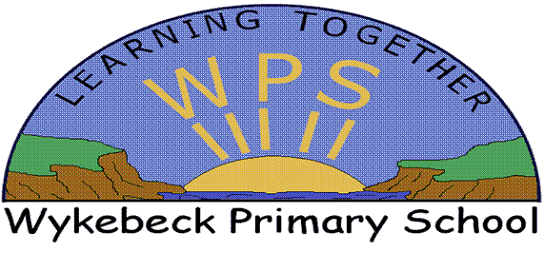 LEARNING TOGETHER
WPS
Wykebeck Primary School